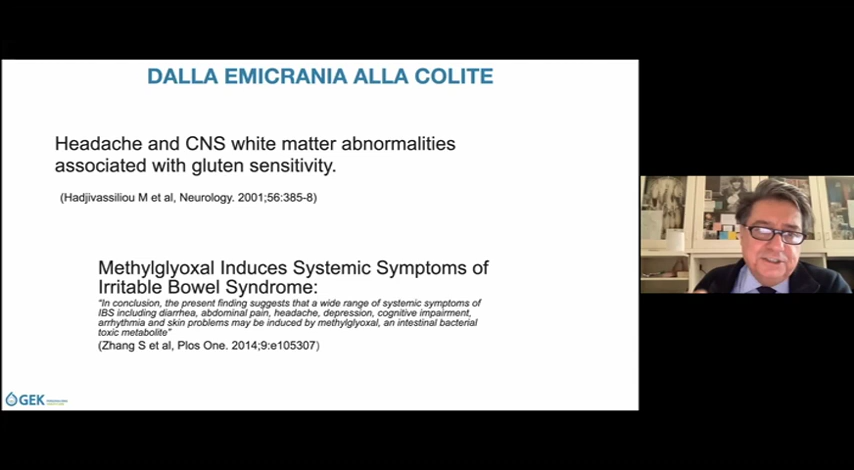 DALLA EMICRANIA ALLA COLITE
Headache and CNS white matter abnormalities
associated with gluten sensitivity.
(Hadjivassiliou M et al, Neurology. 2001;56:385-8)
Methylglyoxal Induces Systemic Symptoms of
Irritable Bowel Syndrome:
"In conclusion, the present finding suggests that a wide range of systemic symptoms of
IBS including diarrhea, abdominal pain, headache, depression, cognitive impairment,
arrhythmia and skin problems may be induced by methylglyoxal, an intestinal bacterial
toxic metabolite"
(Zhang S et al, Plos One. 2014;9:e105307)
GEK